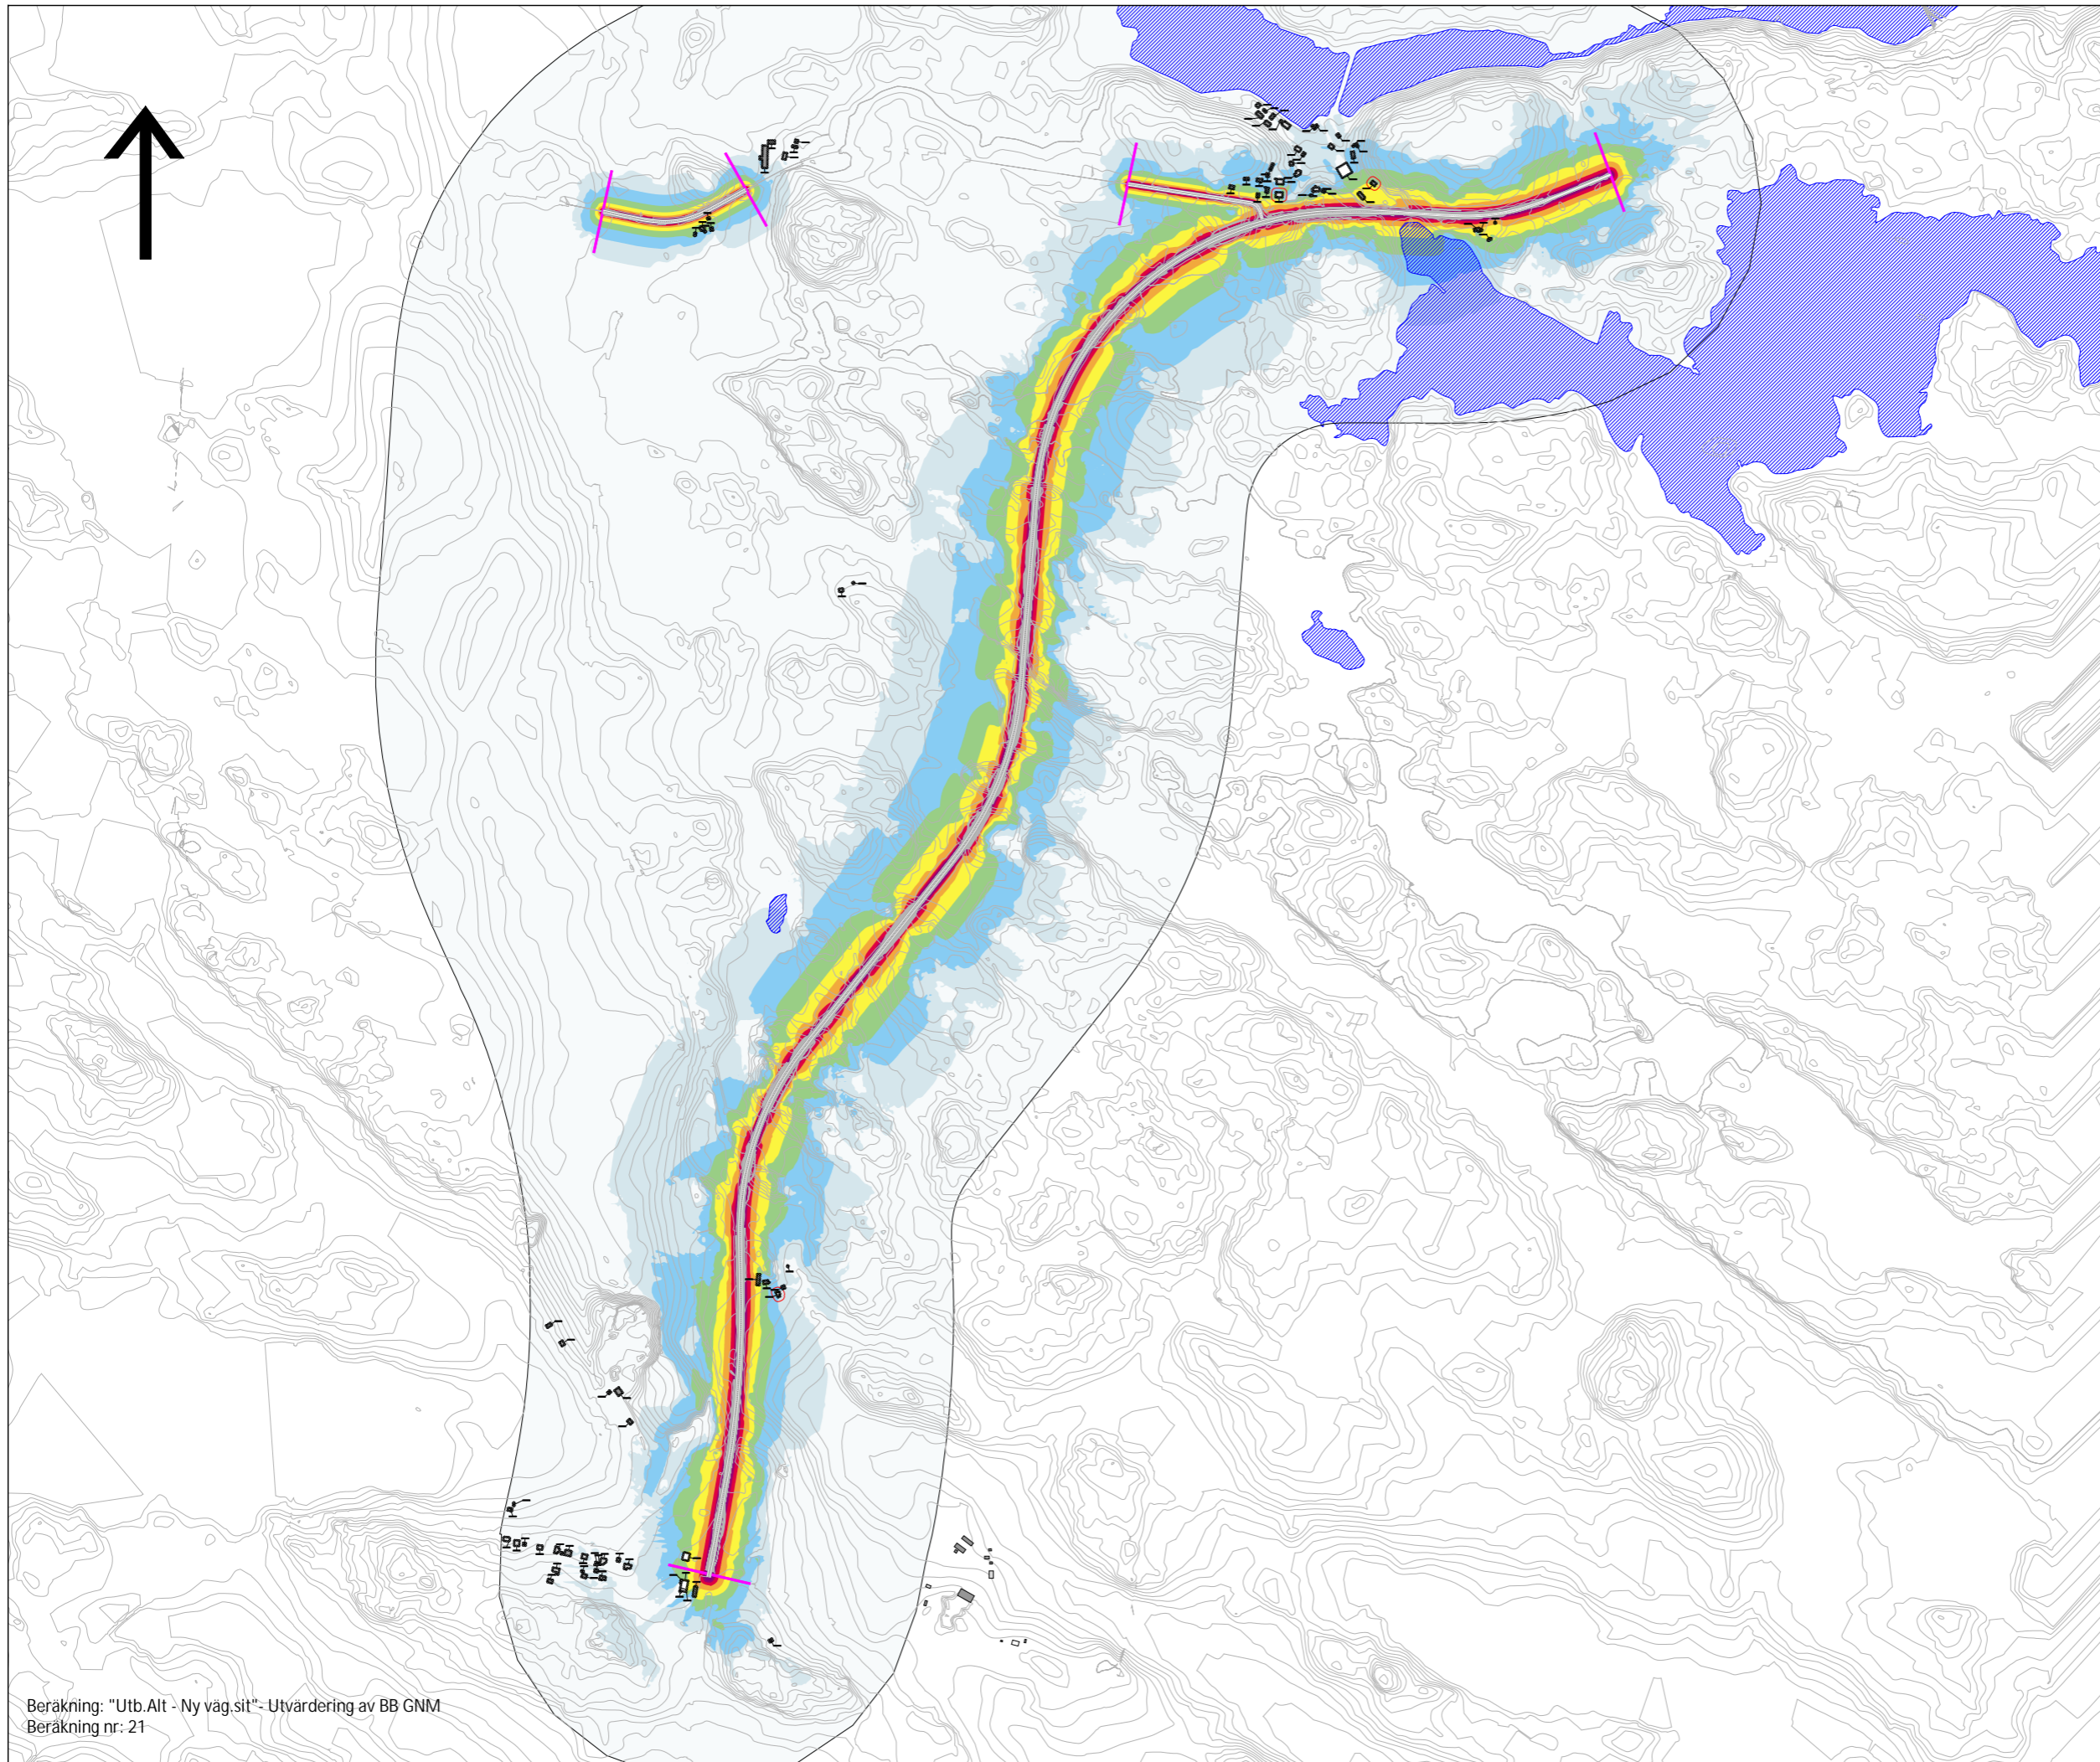 Beräkning: "Utb.Alt - Ny väg.sit"- Utvärdering av BB GNM
Beräkning nr: 21